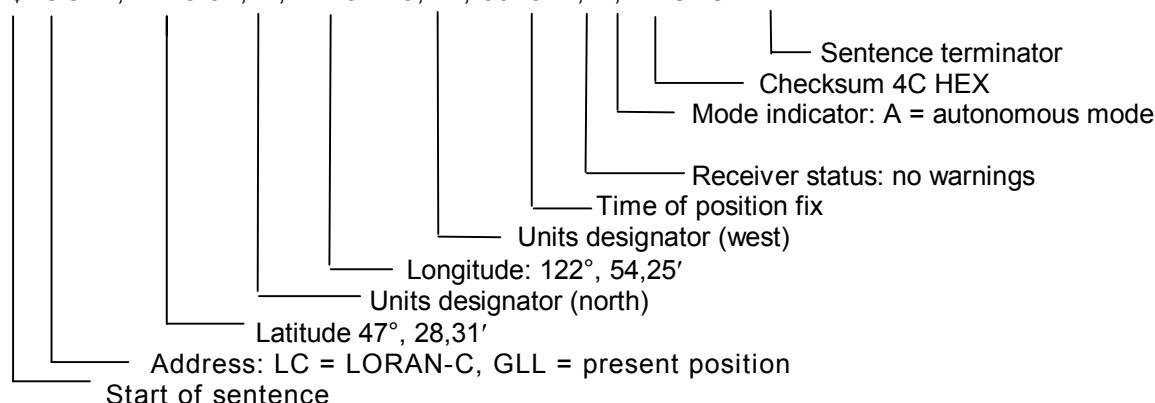 Sentence terminator
Checksum 4C HEX
Mode indicator: A = autonomous mode
Receiver status: no warnings
Time of position fix
Units designator (west)
Longitude: 122°, 54,25′
Units designator (north)
Latitude 47°, 28,31′
Address: LC = LORAN-C, GLL = present position
Start of sentence